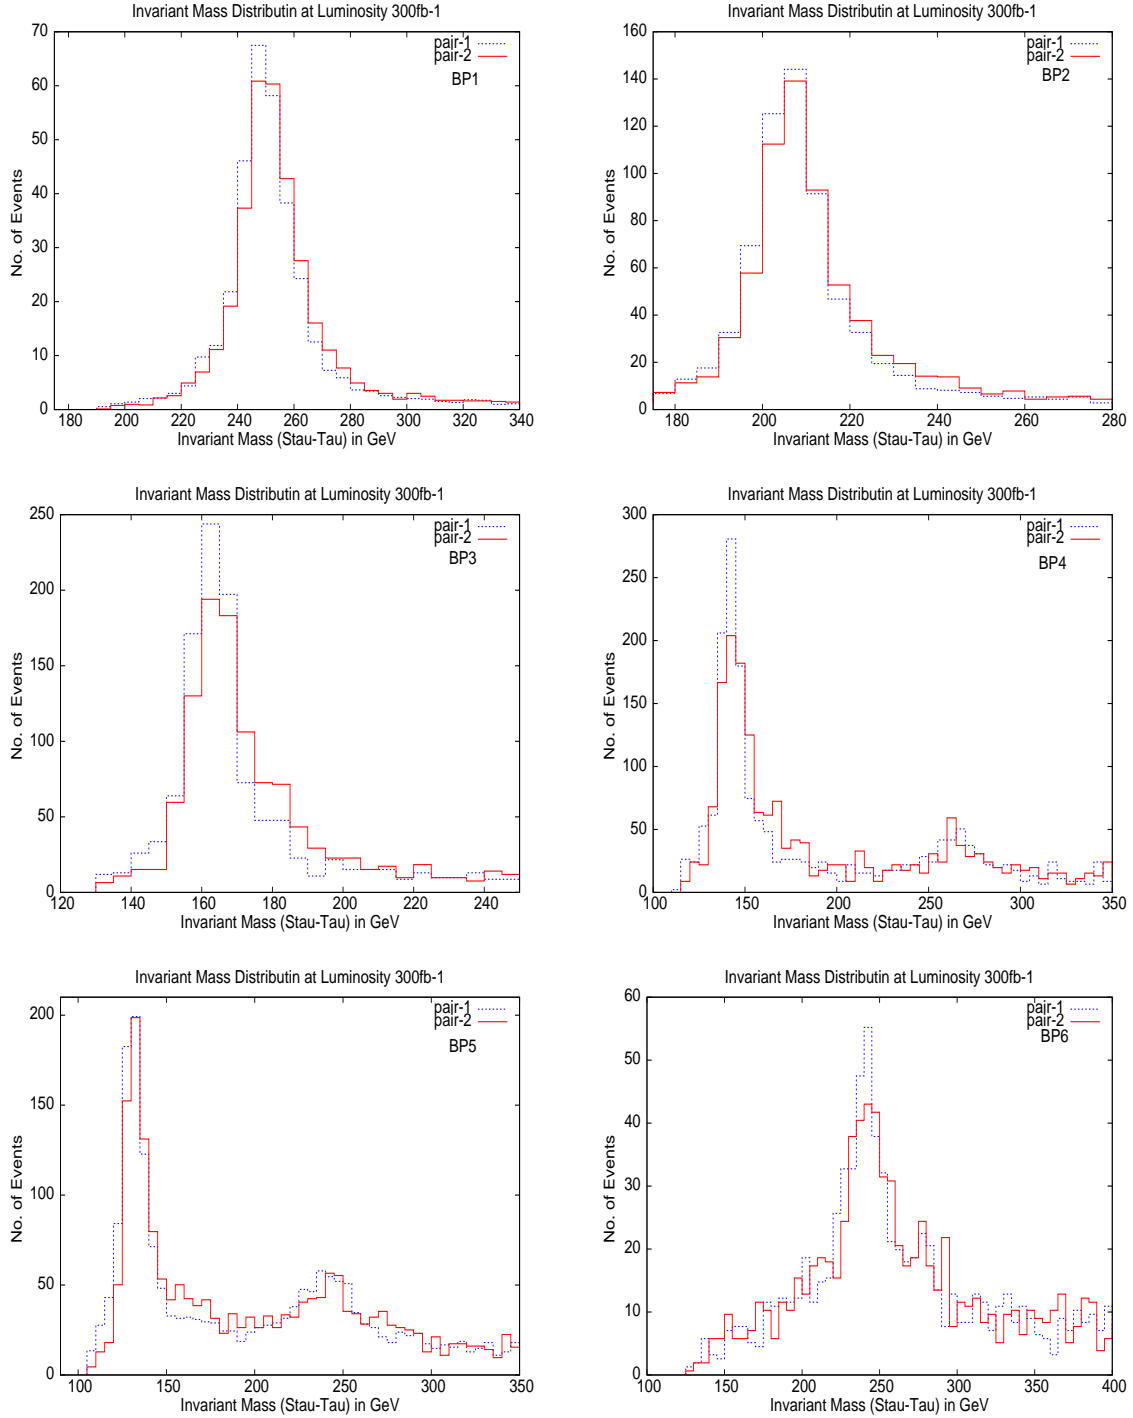 Invariant Mass Distributin at Luminosity 300fb-1
pair-1
pair-2
BP1
No. of Events
0
10
20
30
40
50
60
70
180
200
220
240
260
280
300
320
340
Invariant Mass (Stau-Tau) in GeV
Invariant Mass Distributin at Luminosity 300fb-1
pair-1
pair-2
BP2
No. of Events
0
20
40
60
80
100
120
140
160
180
200
220
240
260
280
Invariant Mass (Stau-Tau) in GeV
Invariant Mass Distributin at Luminosity 300fb-1
pair-1
pair-2
BP3
No. of Events
0
50
100
150
200
250
120
140
160
180
200
220
240
Invariant Mass (Stau-Tau) in GeV
Invariant Mass Distributin at Luminosity 300fb-1
pair-1
pair-2
BP4
No. of Events
0
50
100
150
200
250
300
100
150
200
250
300
350
Invariant Mass (Stau-Tau) in GeV
Invariant Mass Distributin at Luminosity 300fb-1
pair-1
pair-2
BP5
No. of Events
0
50
100
150
200
100
150
200
250
300
350
Invariant Mass (Stau-Tau) in GeV
Invariant Mass Distributin at Luminosity 300fb-1
pair-1
pair-2
BP6
No. of Events
0
10
20
30
40
50
60
100
150
200
250
300
350
400
Invariant Mass (Stau-Tau) in GeV